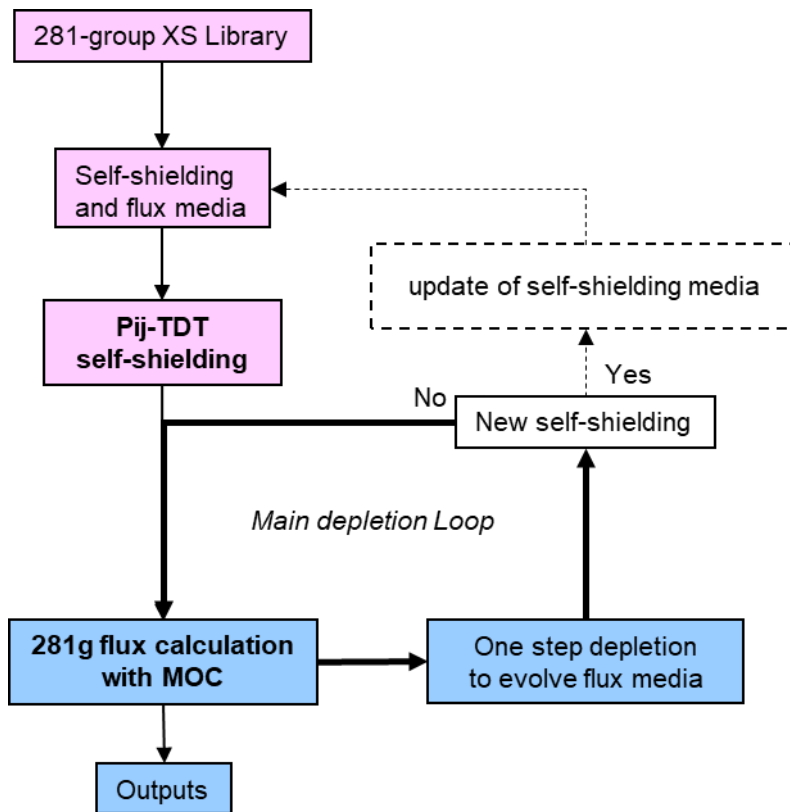 281-group XS Library
Self-shielding
and flux media
update of self-shielding media
Pij-TDT
self-shielding
Yes
No
New self-shielding
Main depletion Loop
281g flux calculation
with MOC
One step depletion
to evolve flux media
Outputs